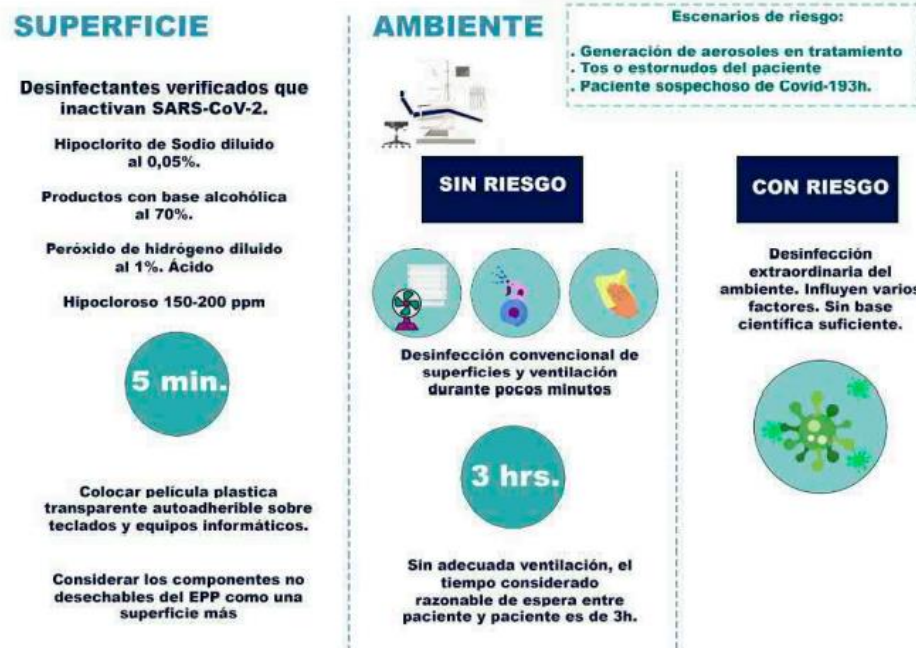 SUPERFICIE
Desinfectantes verificados que
inactivan SARS-CoV-2.
Hipoclorito de Sodio diluido
al 0,05%.
Productos con base alcohólica
al 70%.
Peróxido de hidrógeno diluido
al 1%. Ácido
Hipocloroso 150-200 ppm
5 min.
Colocar película plastica
transparente autoadherible sobre
teclados y equipos informáticos.
Considerar los componentes no
desechables del EPP como una
superficie más
AMBIENTE
Escenarios de riesgo:
. Generación de aerosoles en tratamiento
. Tos o estornudos del paciente
. Paciente sospechoso de Covid-193h.
SIN RIESGO
Desinfección convencional de
superficies y ventilación
durante pocos minutos
3 hrs.
Sin adecuada ventilación, el
tiempo considerado
razonable de espera entre
paciente y paciente es de 3h.
CON RIESGO
Desinfección
extraordinaria del
ambiente. Influyen varios
factores. Sin base
científica suficiente.